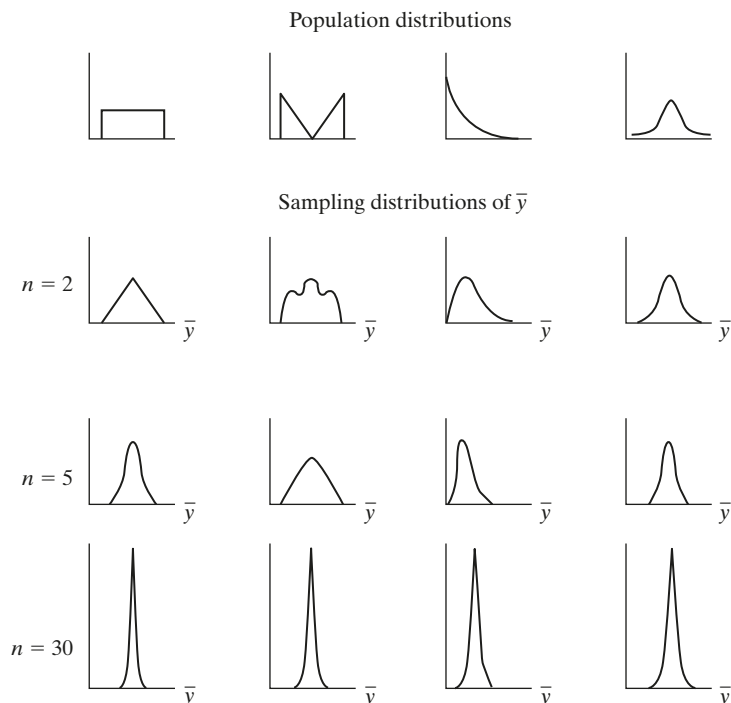 Population distributions
Sampling distributions of y̅
n = 2
y̅ y̅ y̅ y̅
n = 5
y̅ y̅ y̅ y̅
n = 30
y̅ y̅ y̅ y̅